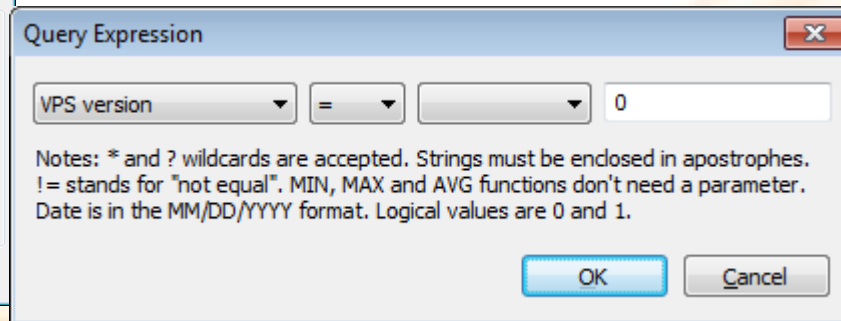 Query Expression
VPS version = 0
Notes: * and ? wildcards are accepted. Strings must be enclosed in apostrophes.
!= stands for "not equal". MIN, MAX and AVG functions don't need a parameter.
Date is in the MM/DD/YYYY format. Logical values are 0 and 1.
OK Cancel